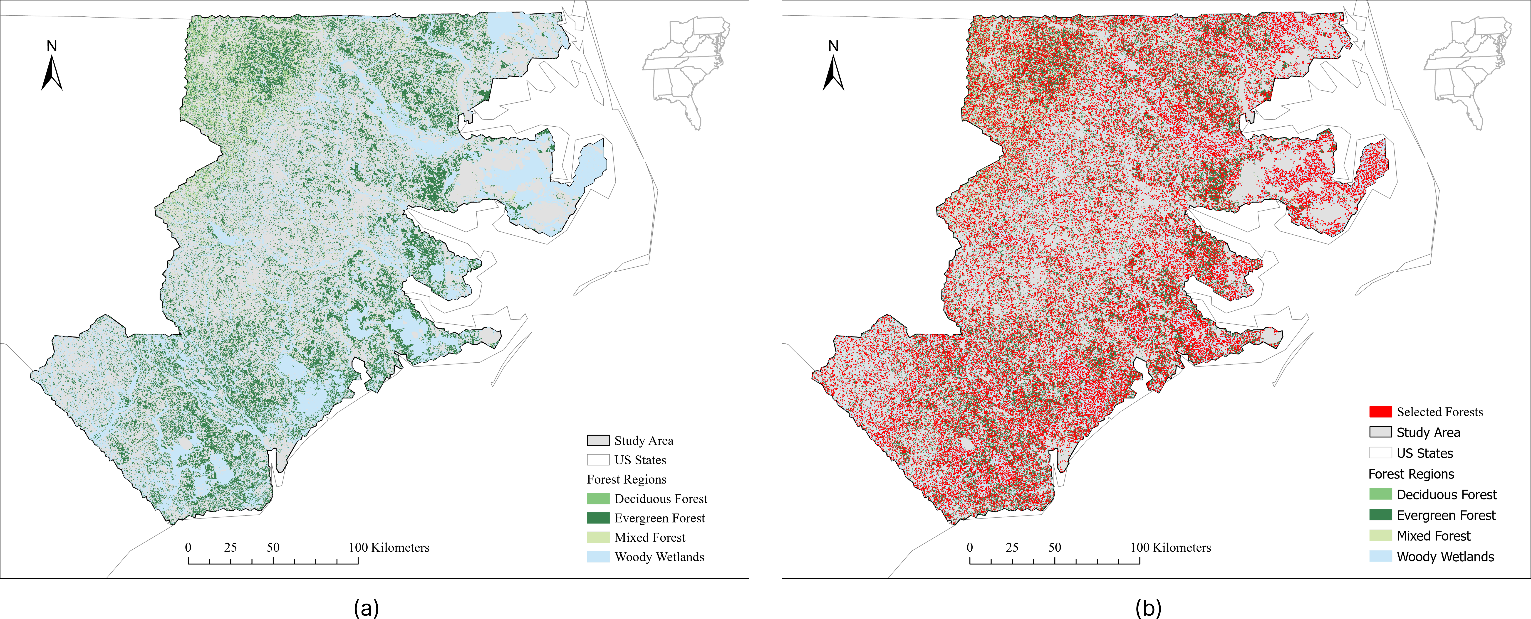 N
Study Area
US States
Forest Regions
Deciduous Forest
Evergreen Forest
Mixed Forest
Woody Wetlands
0 25 50 100 Kilometers
(a)
N
Selected Forests
Study Area
US States
Forest Regions
Deciduous Forest
Evergreen Forest
Mixed Forest
Woody Wetlands
0 25 50 100 Kilometers
(b)